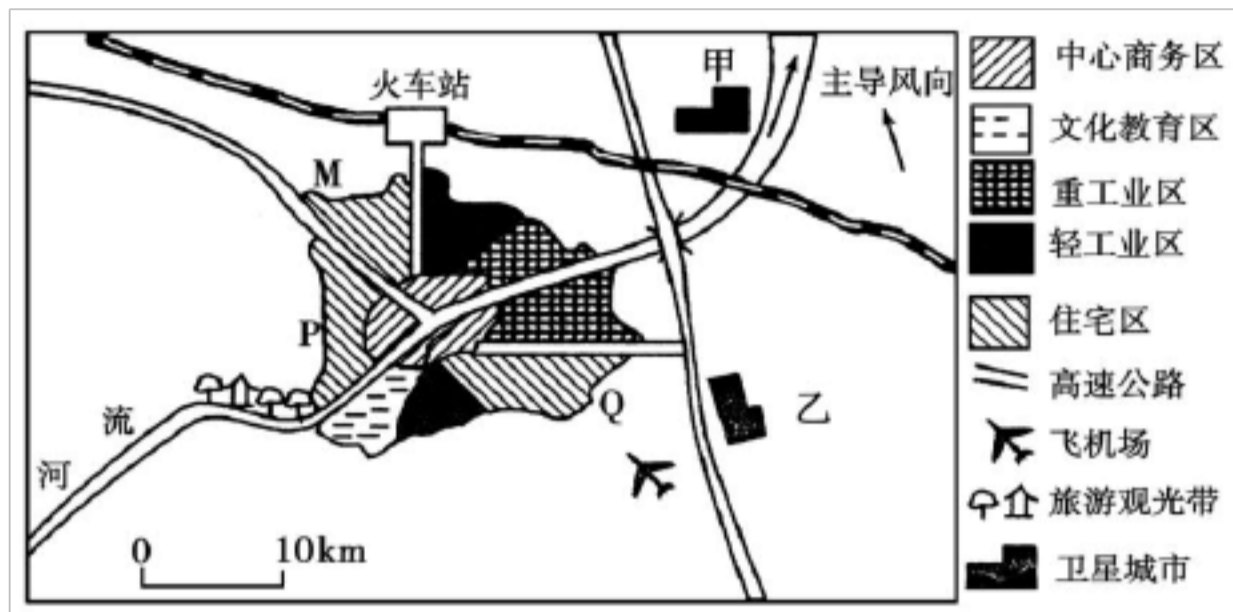 甲
火车站
主导风向
M
P
Q
乙
流
河
0 10km
中心商务区
文化教育区
重工业区
轻工业区
住宅区
高速公路
飞机场
旅游观光带
卫星城市